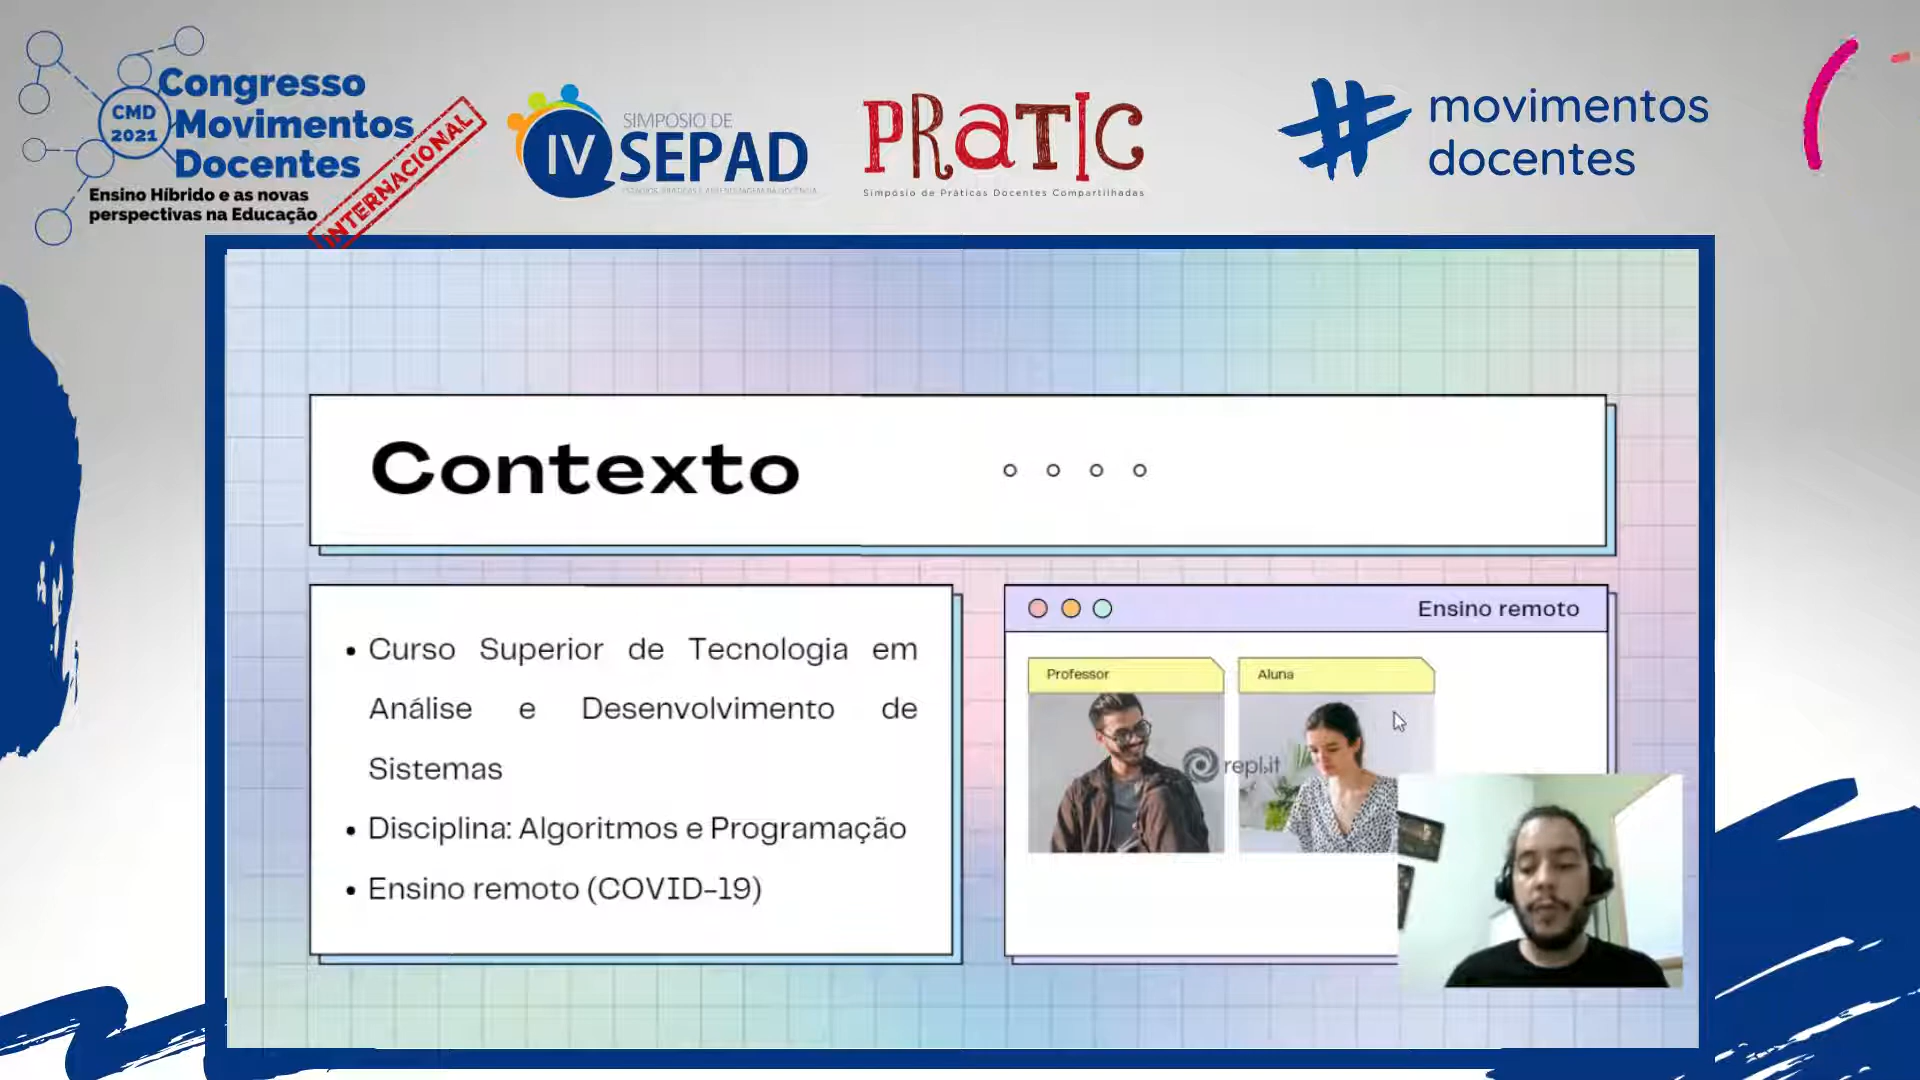 Congresso
Movimentos
Docentes
CMD
2021
Ensino Híbrido e as novas
perspectivas na Educação
INTERNACIONAL
IV
SIMPÓSIO DE
SEPAD
PRATIC
Simpósio de Práticas Docentes Compartilhadas
movimentos
docentes
Contexto
• Curso Superior de Tecnologia em
Análise e Desenvolvimento de
Sistemas
• Disciplina: Algoritmos e Programação
• Ensino remoto (COVID-19)
Ensino remoto
Professor
Aluna
repl.it